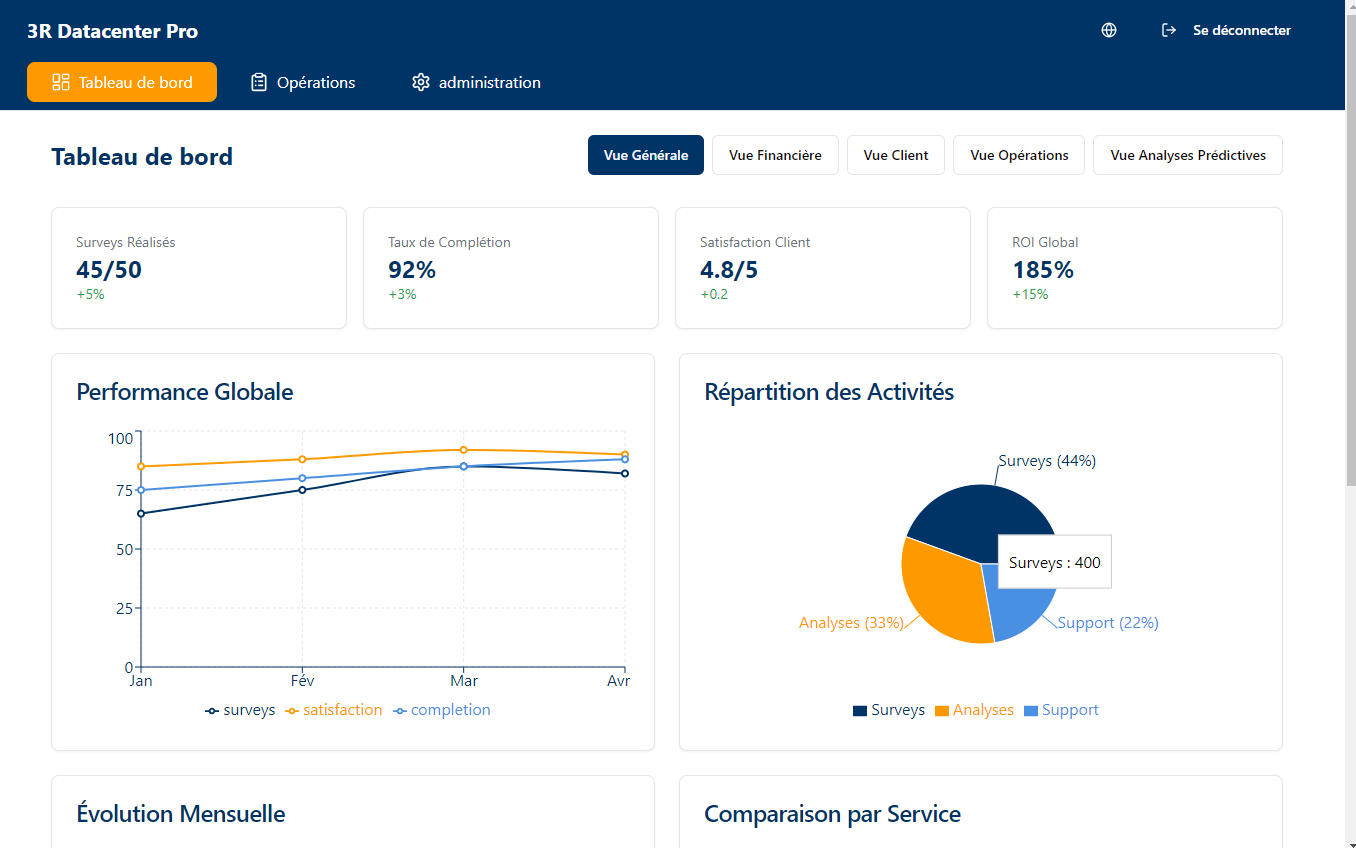 3R Datacenter Pro
Se déconnecter
Tableau de bord
Opérations
administration
Tableau de bord
Vue Générale
Vue Financière
Vue Client
Vue Opérations
Vue Analyses Prédictives
Surveys Réalisés
45/50
+5%
Taux de Complétion
92%
+3%
Satisfaction Client
4.8/5
+0.2
ROI Global
185%
+15%
Performance Globale
100
75
50
25
0
Jan
Fév
Mar
Avr
surveys
satisfaction
completion
Répartition des Activités
Surveys (44%)
Surveys : 400
Analyses (33%)
Support (22%)
Surveys
Analyses
Support
Évolution Mensuelle
Comparaison par Service